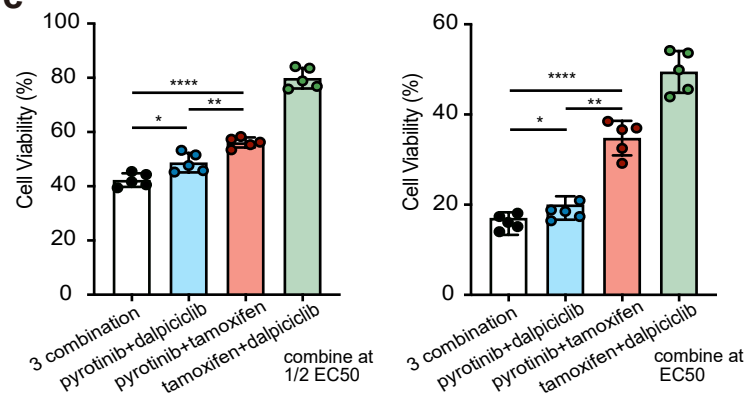 c
100
80
60
40
20
0
Cell Viability (%)
****
**
*
3 combination
pyrotinib+dalpiciclib
pyrotinib+tamoxifen
tamoxifen+dalpiciclib
combine at
1/2 EC50
60
40
20
0
Cell Viability (%)
****
**
*
3 combination
pyrotinib+dalpiciclib
pyrotinib+tamoxifen
tamoxifen+dalpiciclib
combine at
EC50